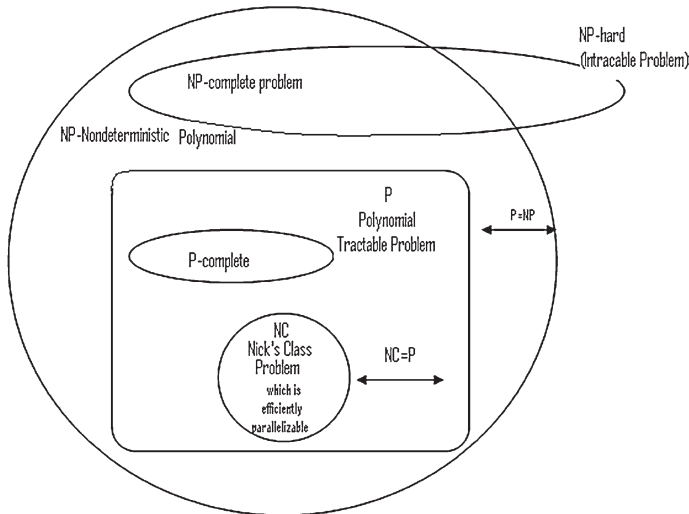 NP-hard
(Intracable Problem)
NP-complete problem
NP-Nondeterministic Polynomial
P
Polynomial
Tractable Problem
P=NP
P-complete
NC
Nick's Class
Problem
which is
efficiently
parallelizable
NC=P